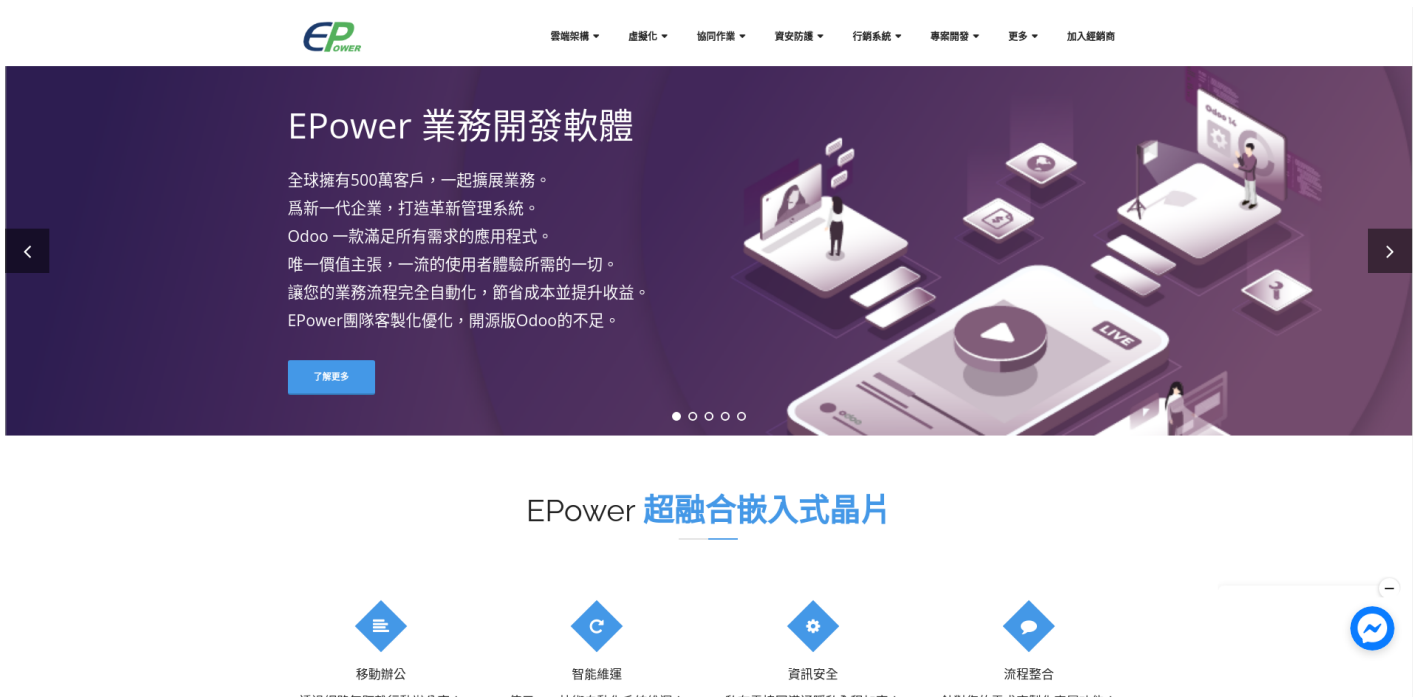 EPOWER
雲端架構 虛擬化 協同作業 資安防護 行銷系統 專案開發 更多 加入經銷商
EPower 業務開發軟體
全球擁有500萬客戶，一起擴展業務。
爲新一代企業，打造革新管理系統。
Odoo 一款滿足所有需求的應用程式。
唯一價值主張，一流的使用者體驗所需的一切。
讓您的業務流程完全自動化，節省成本並提升收益。
EPower團隊客製化優化，開源版Odoo的不足。
了解更多
Odoo 14
LIVE
odoo
EPower 超融合嵌入式晶片
移動辦公 智能維運 資訊安全 流程整合